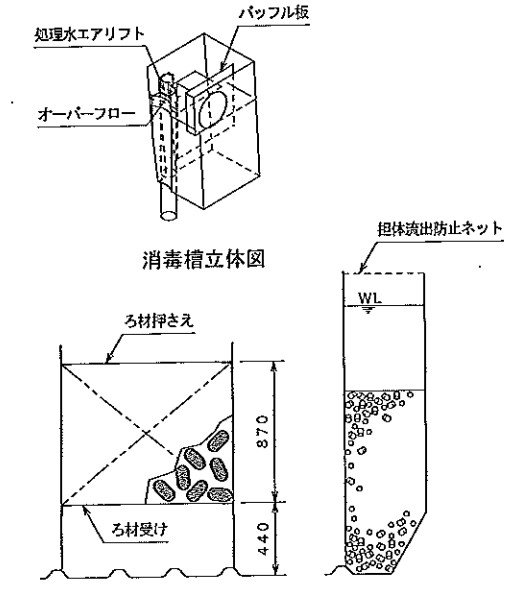 バッフル板
処理水エアリフト
オーバーフロー
消毒槽立体図
担体流出防止ネット
WL
ろ材押さえ
870
ろ材受け
440